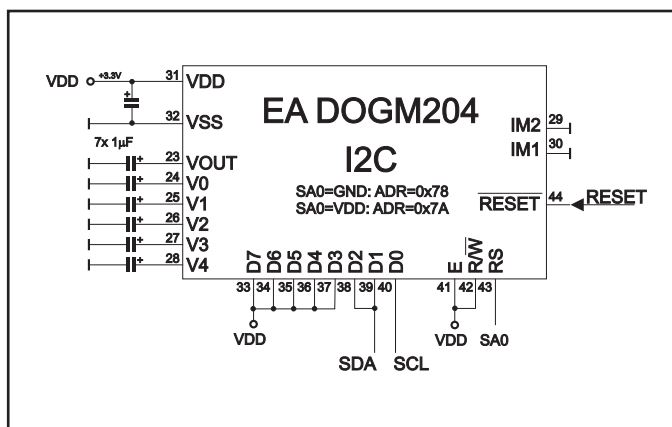 VDD +3.3V 31 VDD
32 VSS
7x 1µF
23 VOUT
24 V0
25 V1
26 V2
27 V3
28 V4
EA DOGM204
I2C
SA0=GND: ADR=0x78
SA0=VDD: ADR=0x7A
IM2 29
IM1 30
RESET 44 RESET
D7 D6 D5 D4 D3 D2 D1 D0 E R/W RS
33 34 35 36 37 38 39 40 41 42 43
VDD VDD SA0
SDA SCL
+ + + + + + +